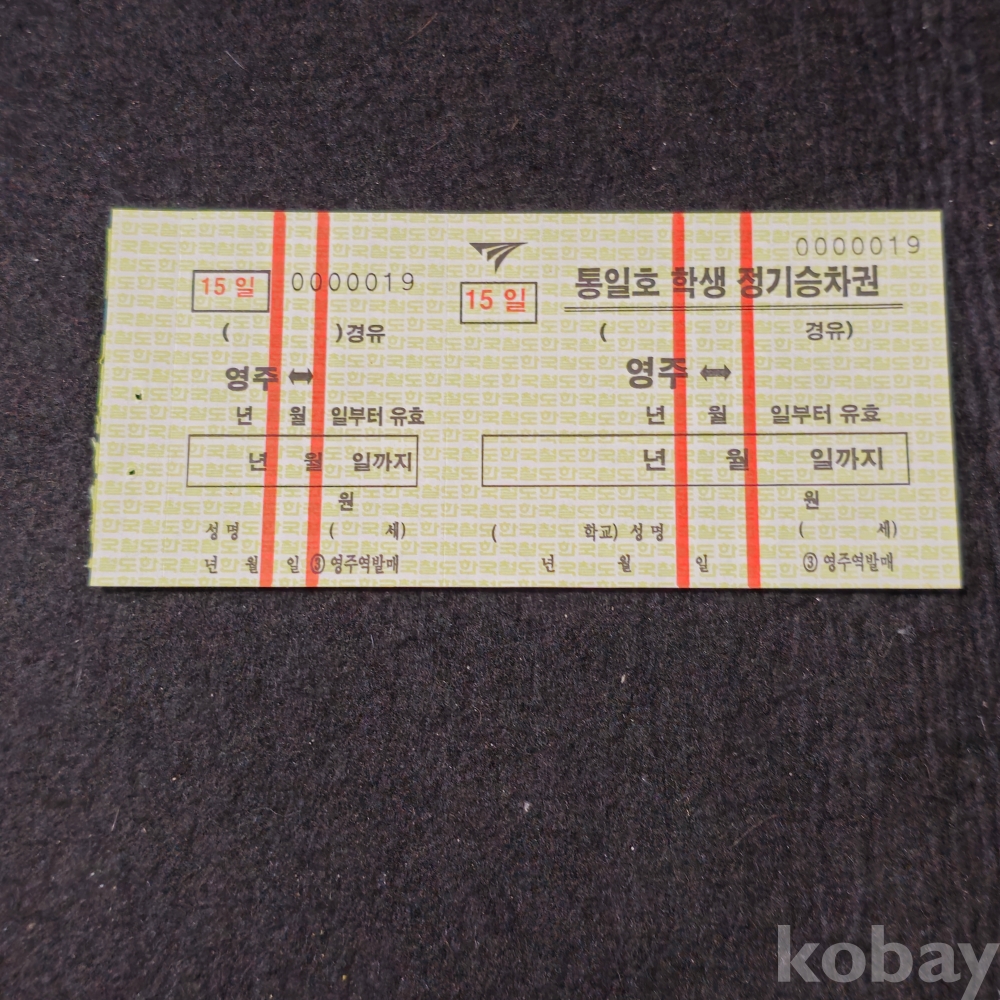 15 일 0000019
( )경유
영주 ⇔
년 월 일부터 유효
년 월 일까지
원
성 명 ( 세)
년 월 일 ③ 영주역발매
0000019
15 일 통일호 학생 정기승차권
( 경유)
영주 ⇔
년 월 일부터 유효
년 월 일까지
원
( 학교) 성 명 ( 세)
년 월 일 ③ 영주역발매
kobay